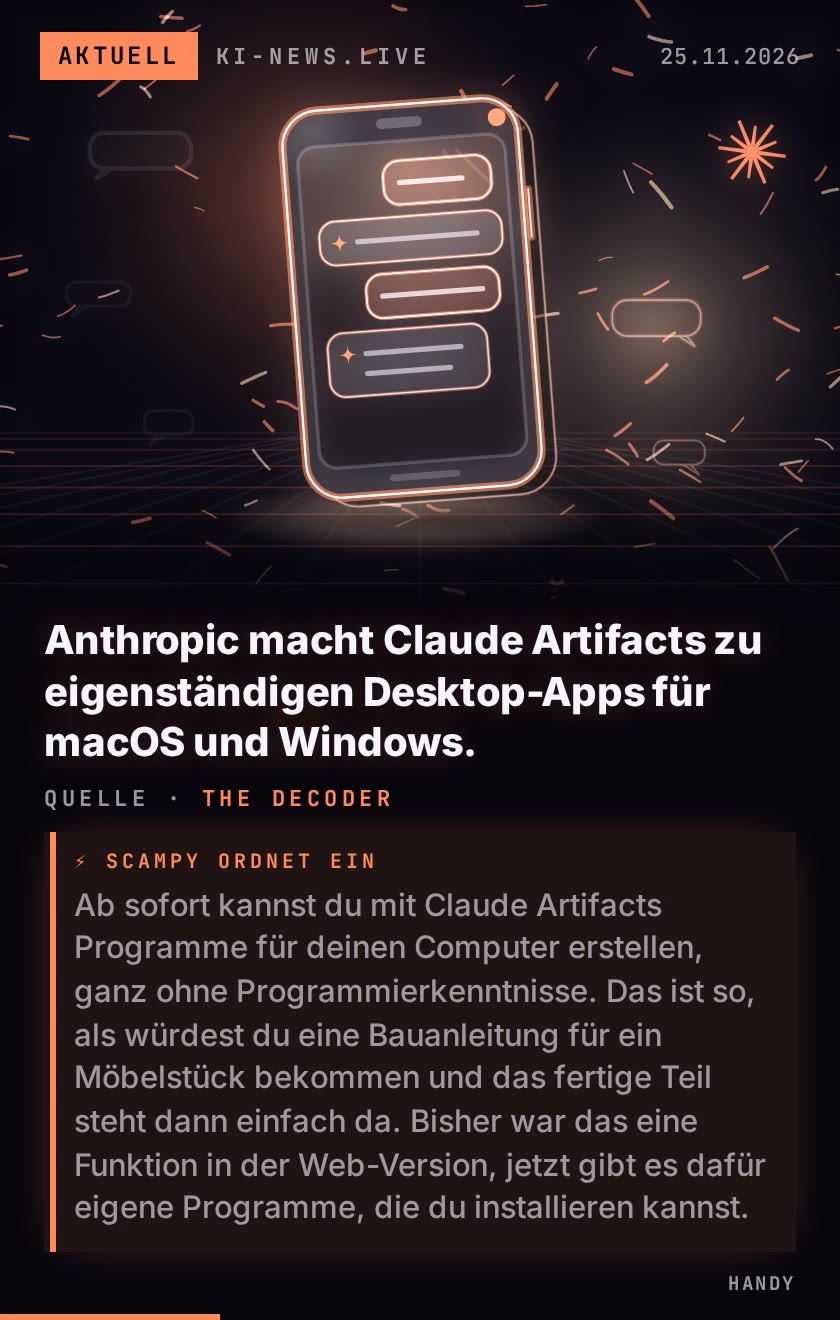 AKTUELL KI-NEWS.LIVE 25.11.2026
Anthropic macht Claude Artifacts zu
eigenständigen Desktop-Apps für
macOS und Windows.
QUELLE · THE DECODER
⚡ SCAMPY ORDNET EIN
Ab sofort kannst du mit Claude Artifacts
Programme für deinen Computer erstellen,
ganz ohne Programmierkenntnisse. Das ist so,
als würdest du eine Bauanleitung für ein
Möbelstück bekommen und das fertige Teil
steht dann einfach da. Bisher war das eine
Funktion in der Web-Version, jetzt gibt es dafür
eigene Programme, die du installieren kannst.
HANDY